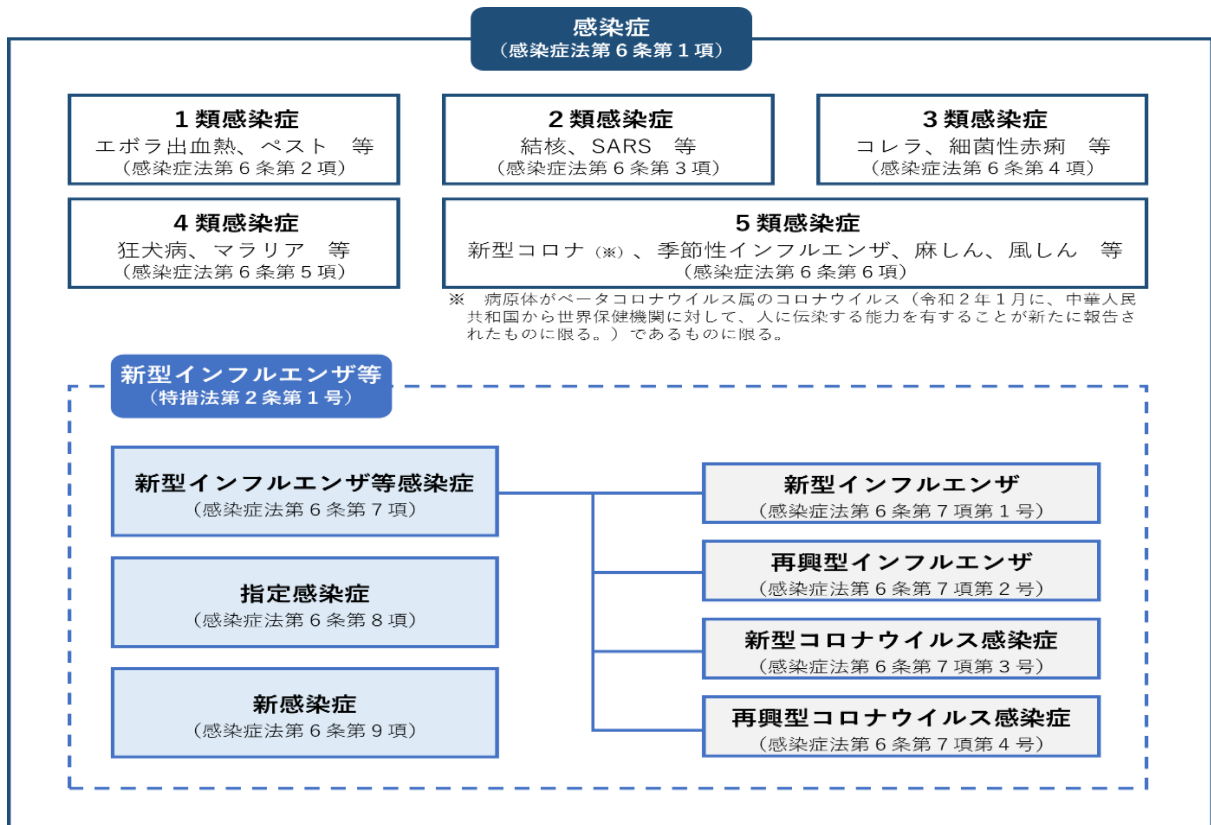 感染症
（感染症法第６条第１項）
１類感染症
エボラ出血熱、ペスト　等
（感染症法第６条第２項）
２類感染症
結核、SARS　等
（感染症法第６条第３項）
３類感染症
コレラ、細菌性赤痢　等
（感染症法第６条第４項）
４類感染症
狂犬病、マラリア　等
（感染症法第６条第５項）
５類感染症
新型コロナ（※）、季節性インフルエンザ、麻しん、風しん　等
（感染症法第６条第６項）
※　病原体がベータコロナウイルス属のコロナウイルス（令和２年１月に、中華人民
共和国から世界保健機関に対して、人に伝染する能力を有することが新たに報告さ
れたものに限る。）であるものに限る。
新型インフルエンザ等
（特措法第２条第１号）
新型インフルエンザ等感染症
（感染症法第６条第７項）
指定感染症
（感染症法第６条第８項）
新感染症
（感染症法第６条第９項）
新型インフルエンザ
（感染症法第６条第７項第１号）
再興型インフルエンザ
（感染症法第６条第７項第２号）
新型コロナウイルス感染症
（感染症法第６条第７項第３号）
再興型コロナウイルス感染症
（感染症法第６条第７項第４号）